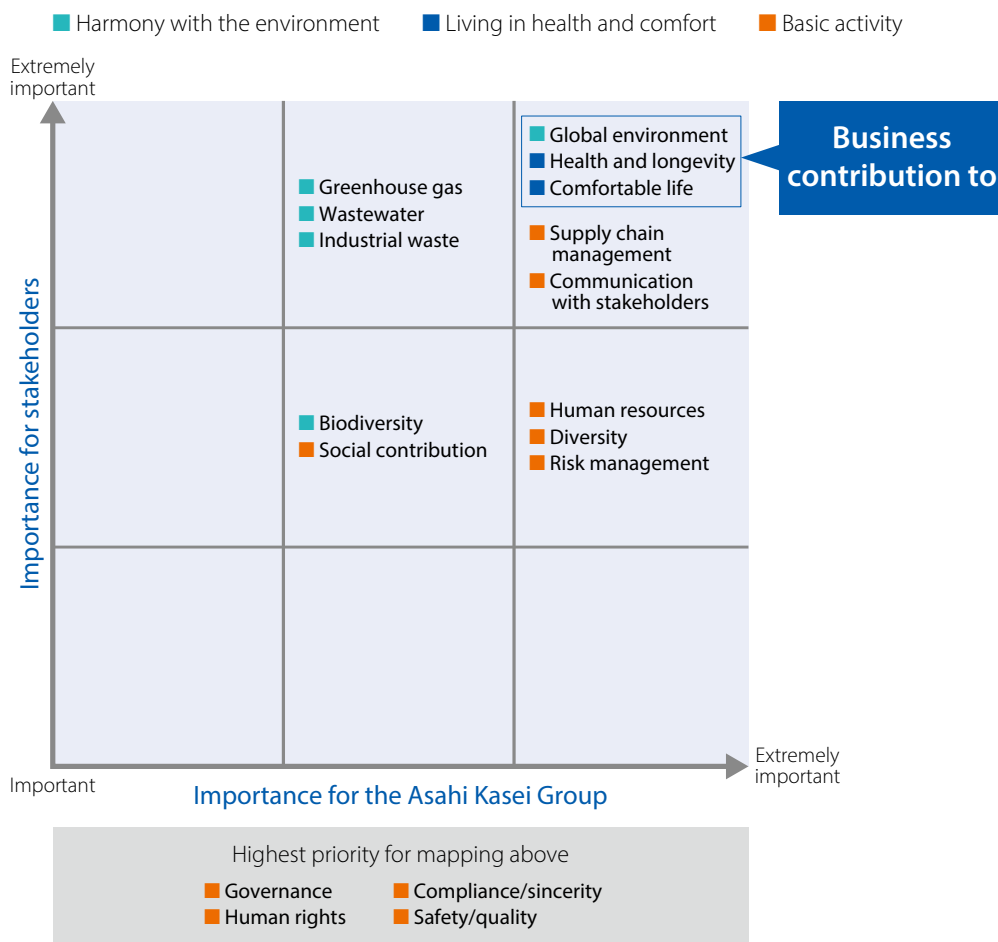 Harmony with the environment
Living in health and comfort
Basic activity
Extremely
important
Global environment
Health and longevity
Comfortable life
Business
contribution to
Greenhouse gas
Wastewater
Industrial waste
Supply chain
management
Communication
with stakeholders
Importance for stakeholders
Biodiversity
Social contribution
Human resources
Diversity
Risk management
Important
Extremely
important
Importance for the Asahi Kasei Group
Highest priority for mapping above
Governance
Compliance/sincerity
Human rights
Safety/quality